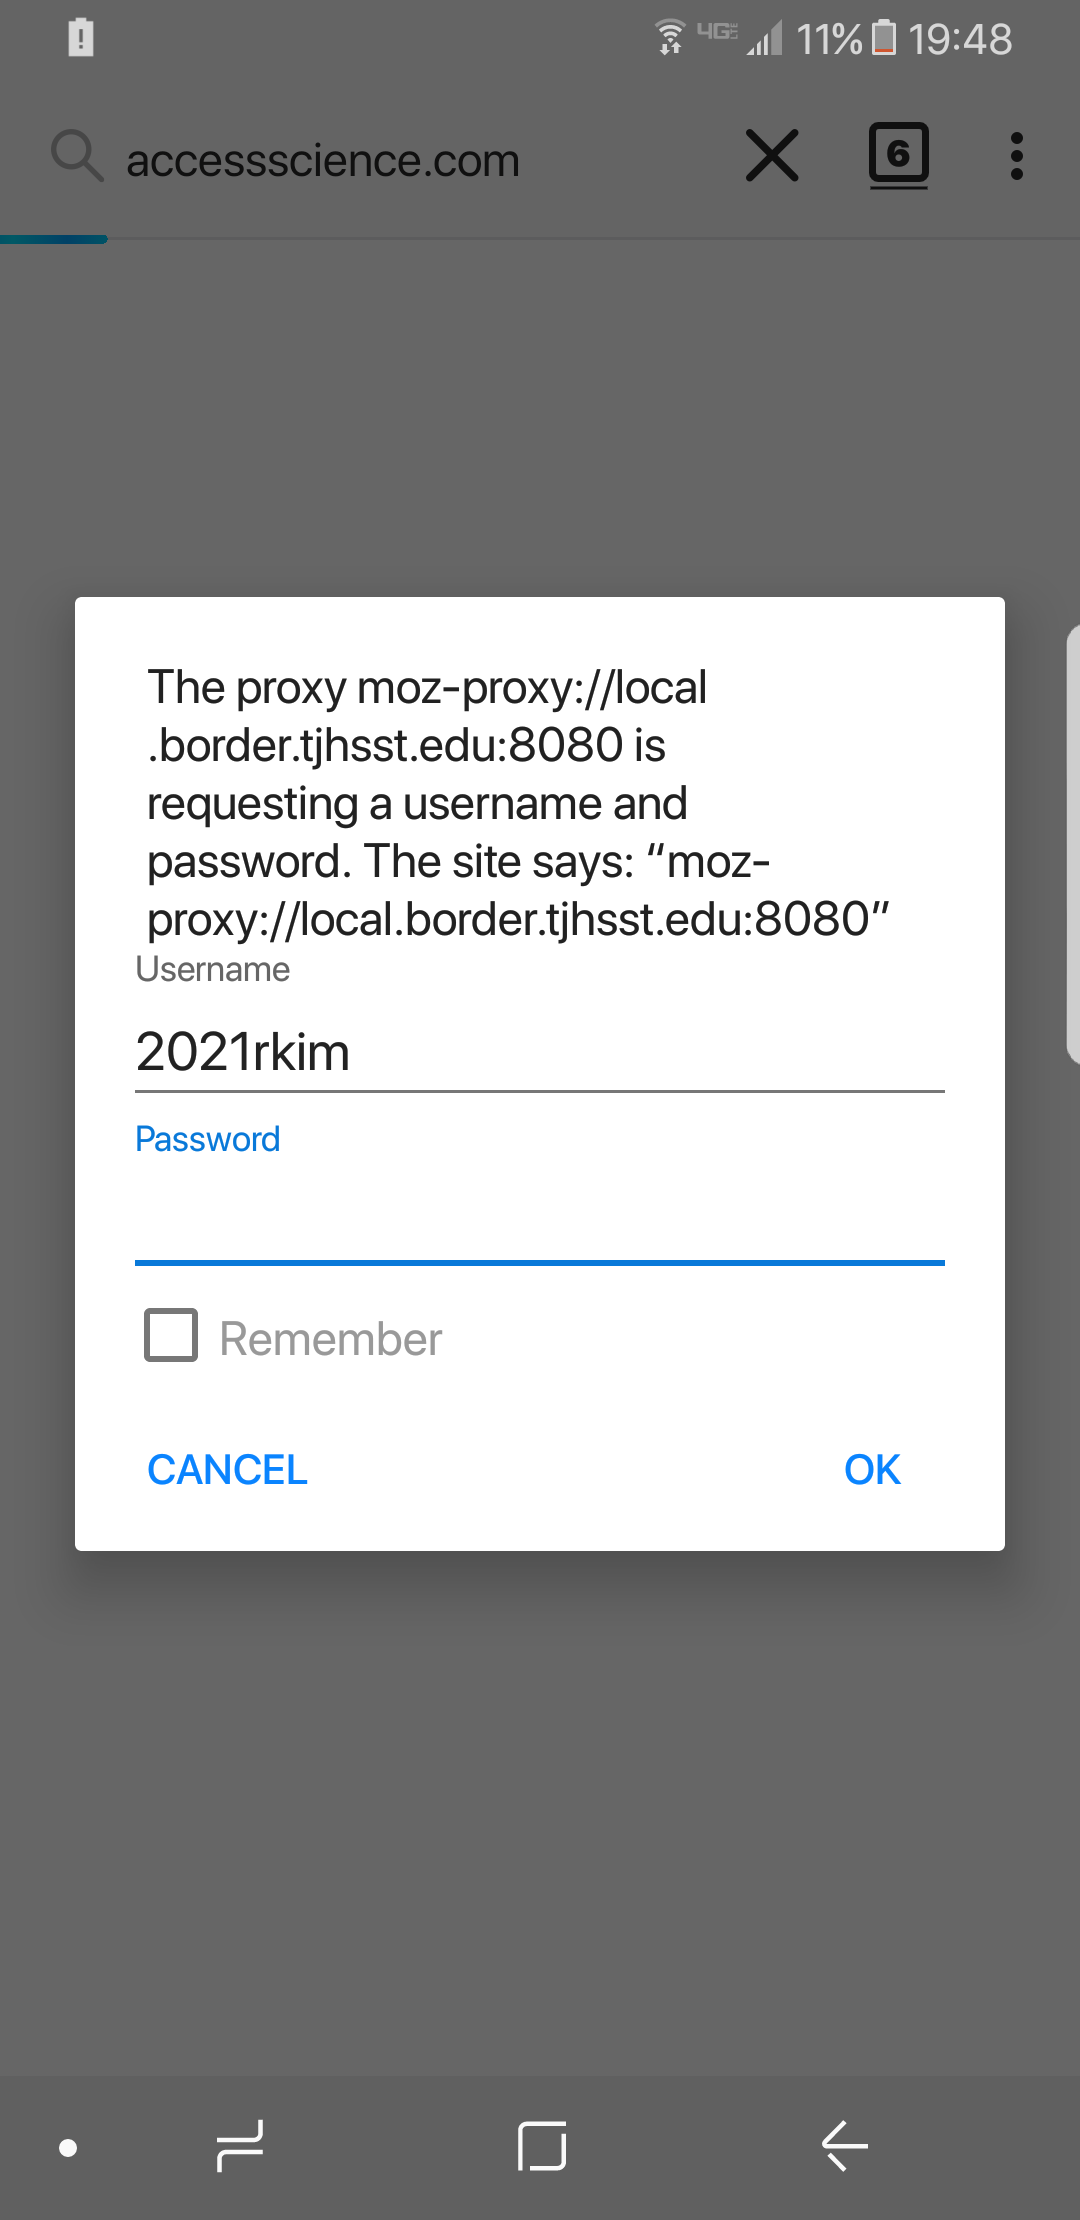 4G LTE 11% 19:48
accessscience.com 6
The proxy moz-proxy://local
.border.tjhsst.edu:8080 is
requesting a username and
password. The site says: “moz-
proxy://local.border.tjhsst.edu:8080”
Username
2021rkim
Password
Remember
CANCEL OK